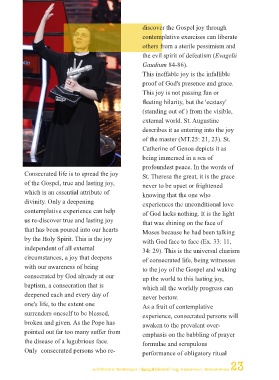 Consecrated life is to spread the joy
of the Gospel, true and lasting joy,
which is an essential attribute of
divinity. Only a deepening
contemplative experience can help
us re-discover true and lasting joy
that has been poured into our hearts
by the Holy Spirit. This is the joy
independent of all external
circumstances, a joy that deepens
with our awareness of being
consecrated by God already at our
baptism, a consecration that is
deepened each and every day of
one's life, to the extent one
surrenders oneself to be blessed,
broken and given. As the Pope has
pointed out far too many suffer from
the disease of a lugubrious face.
Only consecrated persons who re-
discover the Gospel joy through
contemplative exercises can liberate
others from a sterile pessimism and
the evil spirit of defeatism (Evagelii
Gaudium 84-86).
This ineffable joy is the infallible
proof of God's presence and grace.
This joy is not passing fun or
fleeting hilarity, but the 'ecstasy'
(standing out of ) from the visible,
external world. St. Augustine
describes it as entering into the joy
of the master (MT.25: 21, 23). St.
Catherine of Genoa depicts it as
being immersed in a sea of
profoundest peace. In the words of
St. Theresa the great, it is the grace
never to be upset or frightened
knowing that the one who
experiences the unconditional love
of God lacks nothing. It is the light
that was shining on the face of
Moses because he had been talking
with God face to face (Ex. 33: 11,
34: 29). This is the universal charism
of consecrated life, being witnesses
to the joy of the Gospel and waking
up the world to this lasting joy,
which all the worldly progress can
never bestow.
As a fruit of contemplative
experience, consecrated persons will
awaken to the prevalent over-
emphasis on the babbling of prayer
formulae and scrupulous
performance of obligatory ritual
23